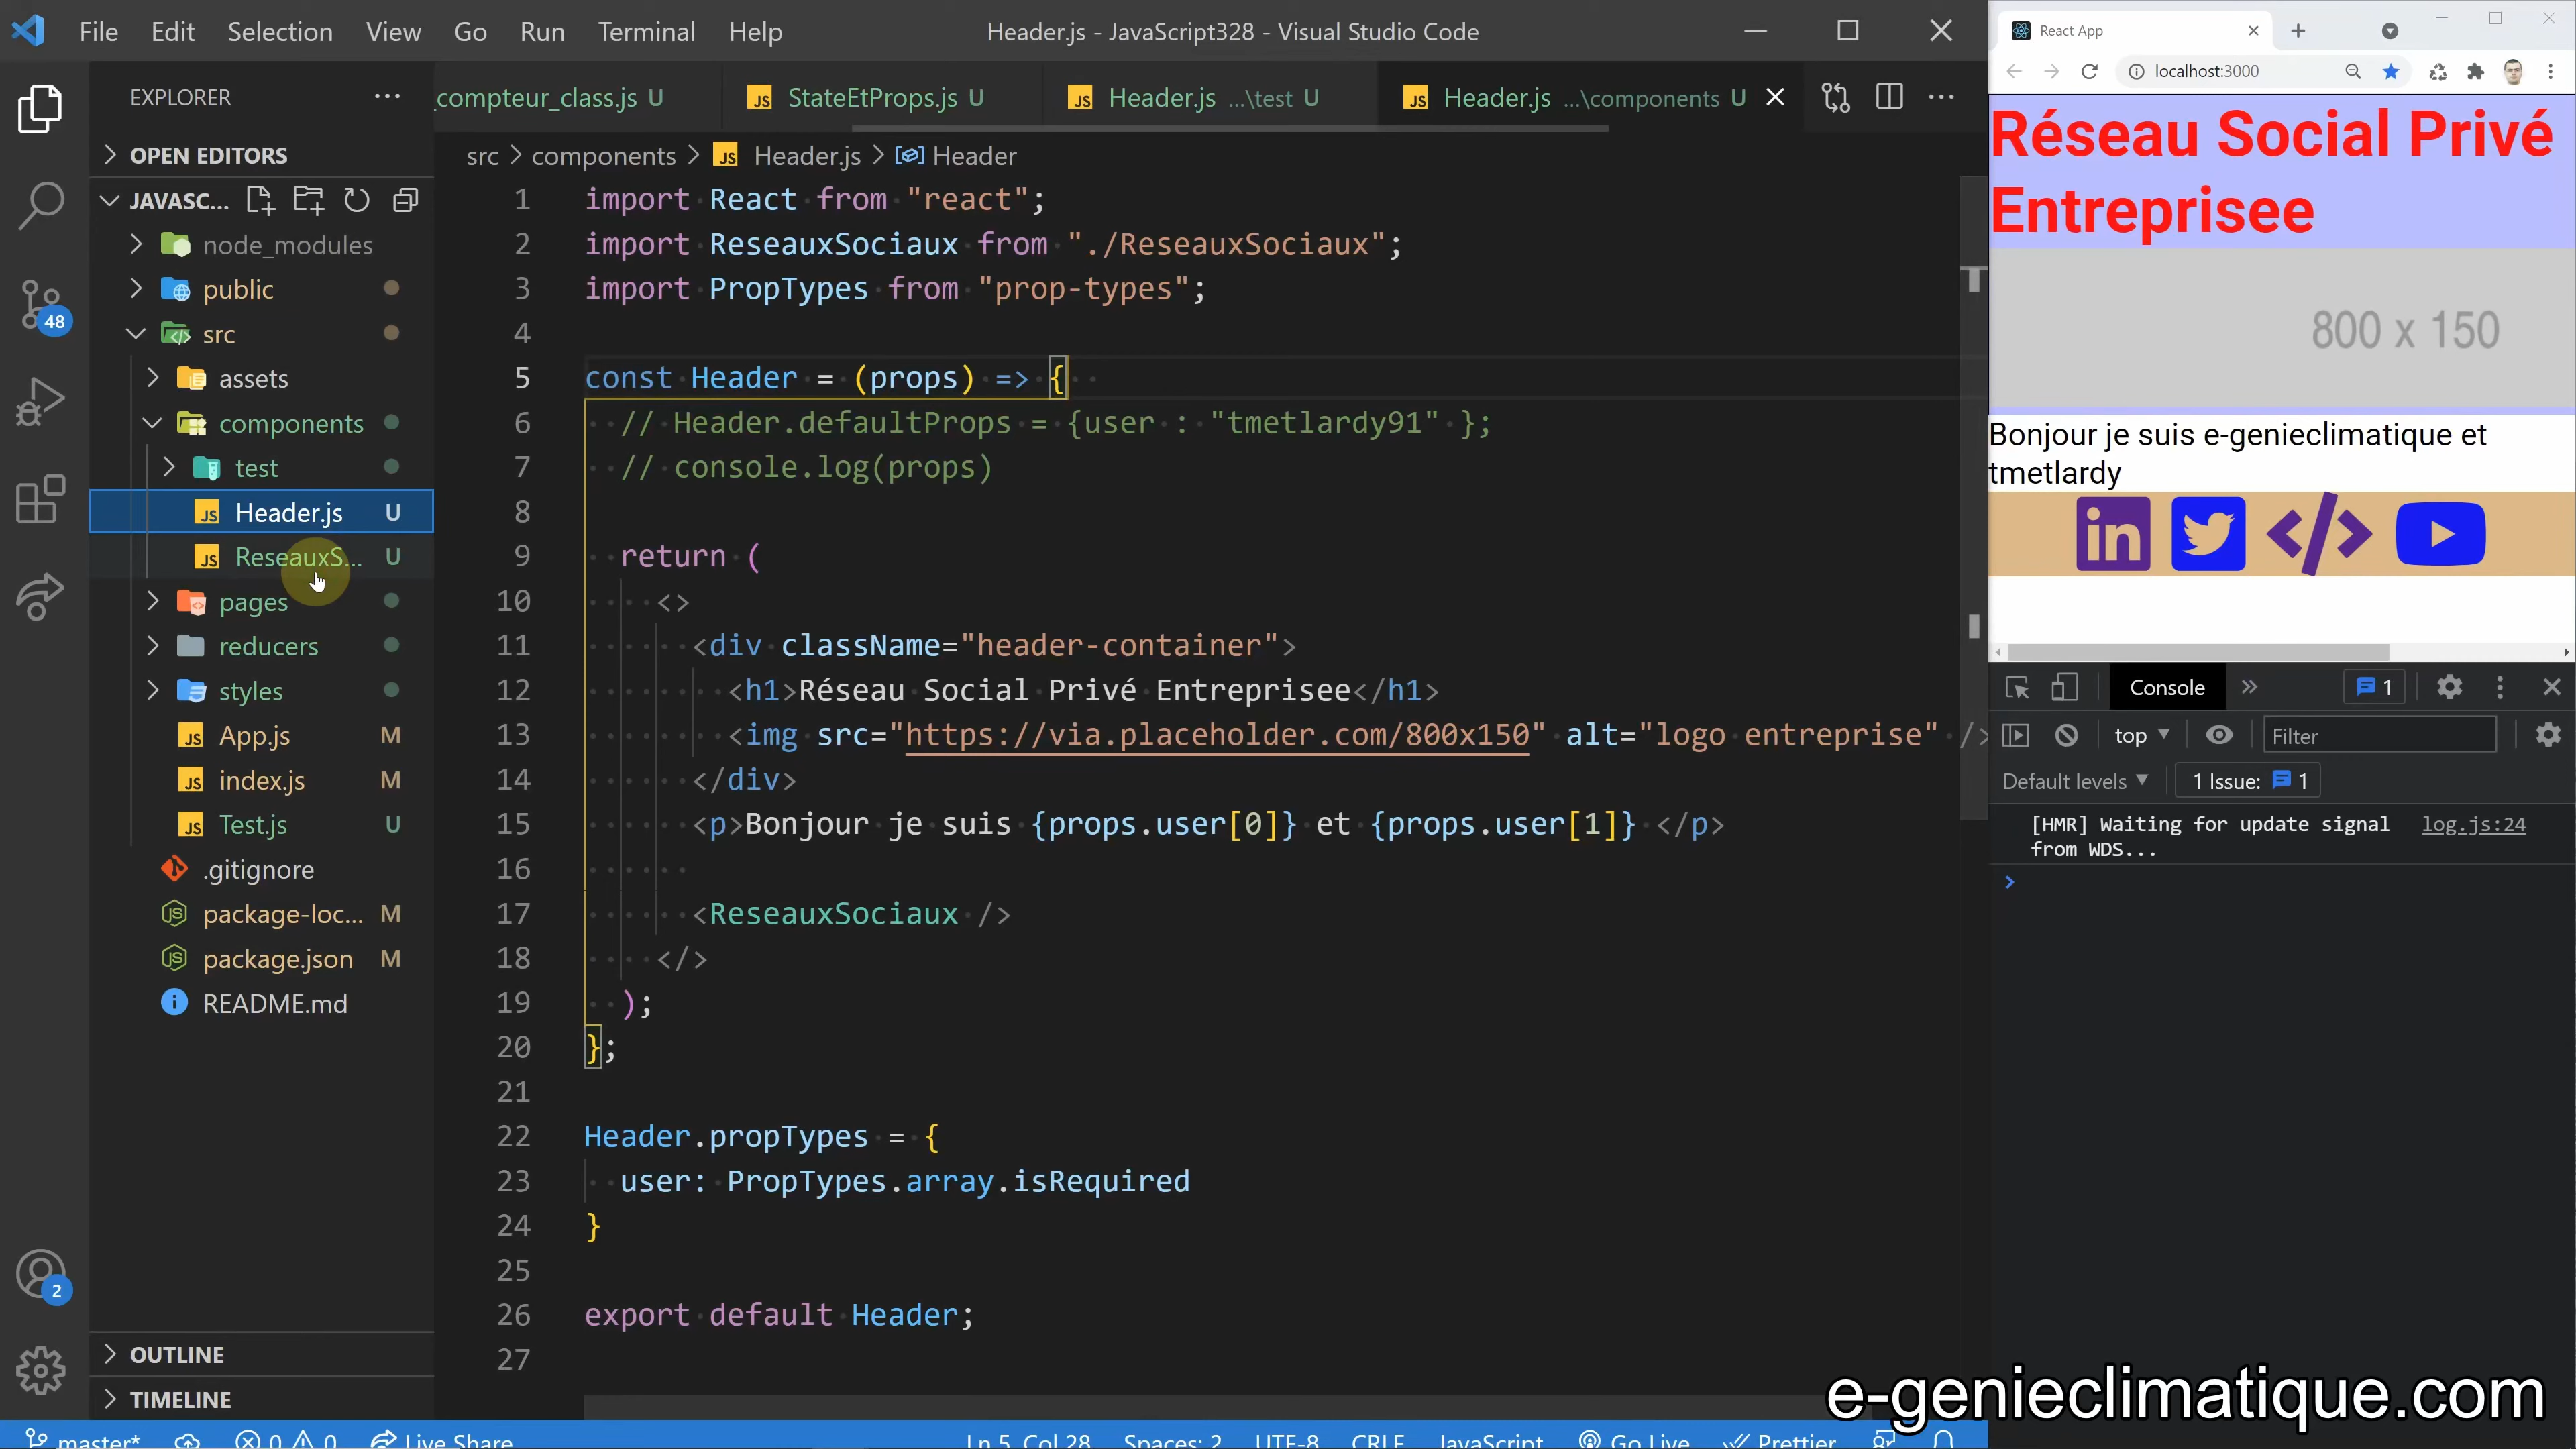 File Edit Selection View Go Run Terminal Help
Header.js - JavaScript328 - Visual Studio Code
EXPLORER
OPEN EDITORS
JAVASC...
node_modules
public
src
assets
components
test
Header.js U
ReseauxS... U
pages
reducers
styles
App.js M
index.js M
Test.js U
.gitignore
package-loc... M
package.json M
README.md
OUTLINE
TIMELINE
48
2
_compteur_class.js U
StateEtProps.js U
Header.js ...\test U
Header.js ...\components U
src > components > JS Header.js > Header
1 import React from "react";
2 import ReseauxSociaux from "./ReseauxSociaux";
3 import PropTypes from "prop-types";
4
5 const Header = (props) => {
6 // Header.defaultProps = {user : "tmetlardy91" };
7 // console.log(props)
8
9 return (
10 <>
11 <div className="header-container">
12 <h1>Réseau Social Privé Entreprisee</h1>
13 <img src="https://via.placeholder.com/800x150" alt="logo entreprise" />
14 </div>
15 <p>Bonjour je suis {props.user[0]} et {props.user[1]} </p>
16
17 <ReseauxSociaux />
18 </>
19 );
20 };
21
22 Header.propTypes = {
23 user: PropTypes.array.isRequired
24 }
25
26 export default Header;
27
master* 0 0 Live Share
Ln 5, Col 28 Spaces: 2 UTF-8 CRLF JavaScript Go Live Prettier
React App
localhost:3000
Réseau Social Privé
Entreprisee
800 x 150
Bonjour je suis e-genieclimatique et
tmetlardy
in
Console 1
top Filter
Default levels 1 Issue: 1
[HMR] Waiting for update signal log.js:24
from WDS...
e-genieclimatique.com